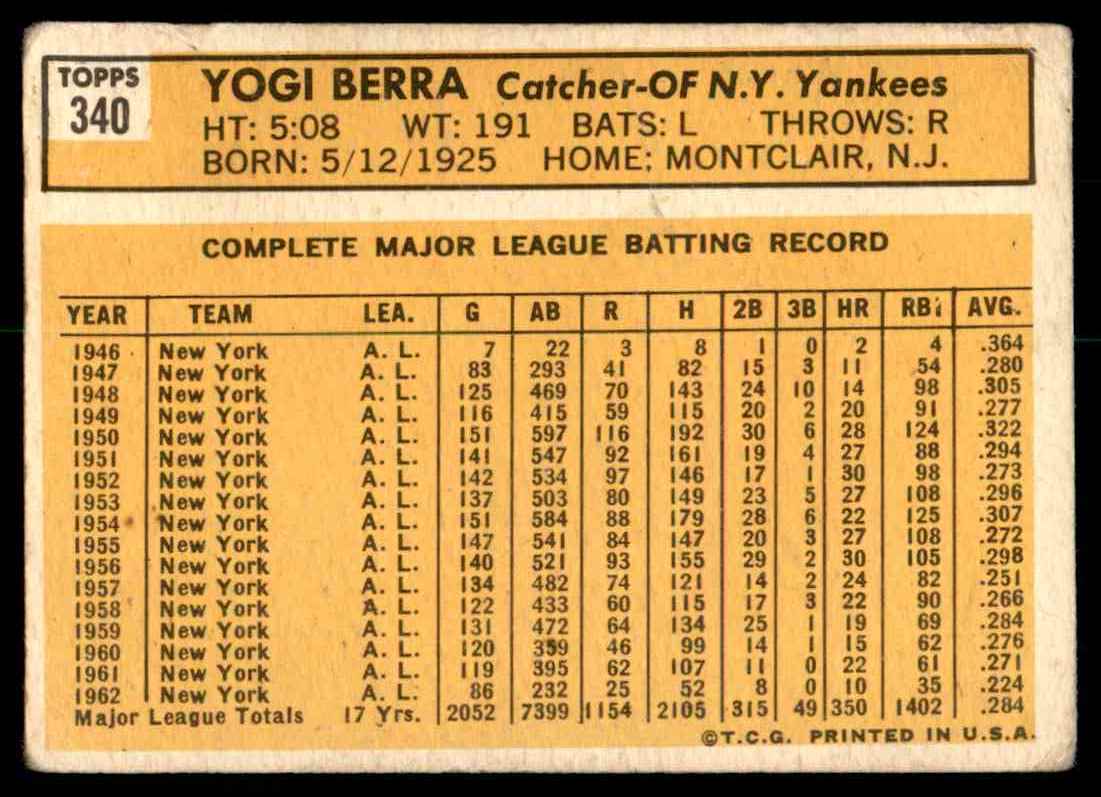 TOPPS
340
YOGI BERRA Catcher-OF N.Y. Yankees
HT: 5:08 WT: 191 BATS: L THROWS: R
BORN: 5/12/1925 HOME: MONTCLAIR, N.J.
COMPLETE MAJOR LEAGUE BATTING RECORD
YEAR TEAM LEA. G AB R H 2B 3B HR RBI AVG.
1946 New York A. L. 7 22 3 8 1 0 2 4 .364
1947 New York A. L. 83 293 41 82 15 3 11 54 .280
1948 New York A. L. 125 469 70 143 24 10 14 98 .305
1949 New York A. L. 116 415 59 115 20 2 20 91 .277
1950 New York A. L. 151 597 116 192 30 6 28 124 .322
1951 New York A. L. 141 547 92 161 19 4 27 88 .294
1952 New York A. L. 142 534 97 146 17 1 30 98 .273
1953 New York A. L. 137 503 80 149 23 5 27 108 .296
1954 New York A. L. 151 584 88 179 28 6 22 125 .307
1955 New York A. L. 147 541 84 147 20 3 27 108 .272
1956 New York A. L. 140 521 93 155 29 2 30 105 .298
1957 New York A. L. 134 482 74 121 14 2 24 82 .251
1958 New York A. L. 122 433 60 115 17 3 22 90 .266
1959 New York A. L. 131 472 64 134 25 1 19 69 .284
1960 New York A. L. 120 359 46 99 14 1 15 62 .276
1961 New York A. L. 119 395 62 107 11 0 22 61 .271
1962 New York A. L. 86 232 25 52 8 0 10 35 .224
Major League Totals 17 Yrs. 2052 7399 1154 2105 315 49 350 1402 .284
©T.C.G. PRINTED IN U.S.A.